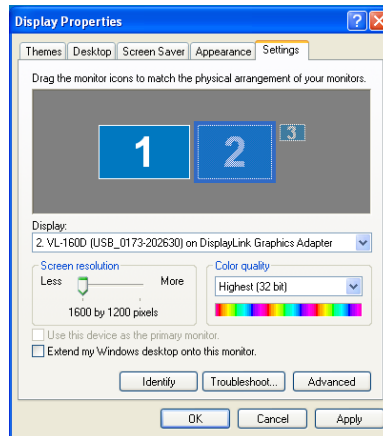 Display Properties
Themes Desktop Screen Saver Appearance Settings
Drag the monitor icons to match the physical arrangement of your monitors.
1 2 3
Display:
2. VL-160D (USB_0173-202630) on DisplayLink Graphics Adapter
Screen resolution Color quality
Less More Highest (32 bit)
1600 by 1200 pixels
Use this device as the primary monitor.
Extend my Windows desktop onto this monitor.
Identify Troubleshoot... Advanced
OK Cancel Apply